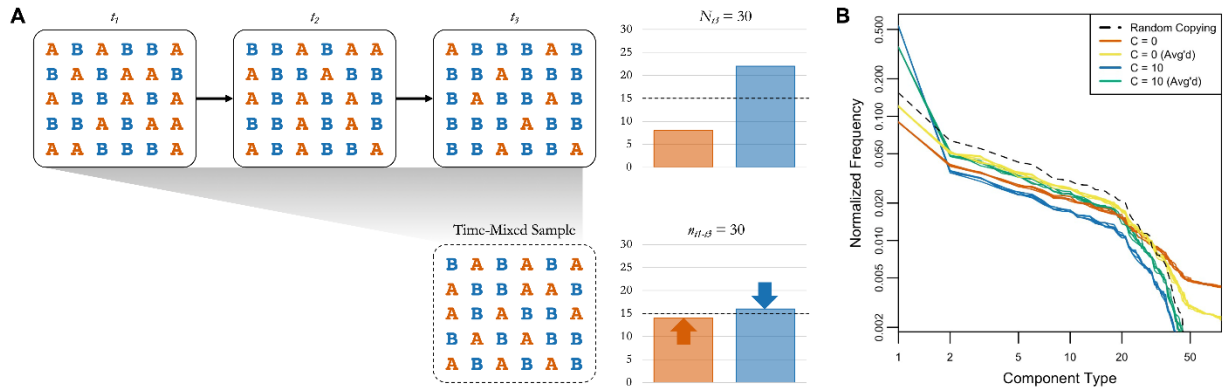 A
t1
t2
t3
A B A B B A
B A B A A B
A B B A B A
B B A B A A
A A B B B A
B B A B A A
A B B A B B
A B A B B A
B B A B A B
A B B B A B
A B B B A B
B A B B B B
B B A B A B
A B B B A B
B B B B B A
Nt3 = 30
30
25
20
15
10
5
0
Time-Mixed Sample
B A B A B A
A B B A B B
B B A B B A
A B A B A B
A B A B A B
nt1-t3 = 30
30
25
20
15
10
5
0
B
Normalized Frequency
0.500
0.200
0.100
0.050
0.020
0.010
0.005
0.002
Random Copying
C = 0
C = 0 (Avg'd)
C = 10
C = 10 (Avg'd)
1
2
5
10
20
50
Component Type